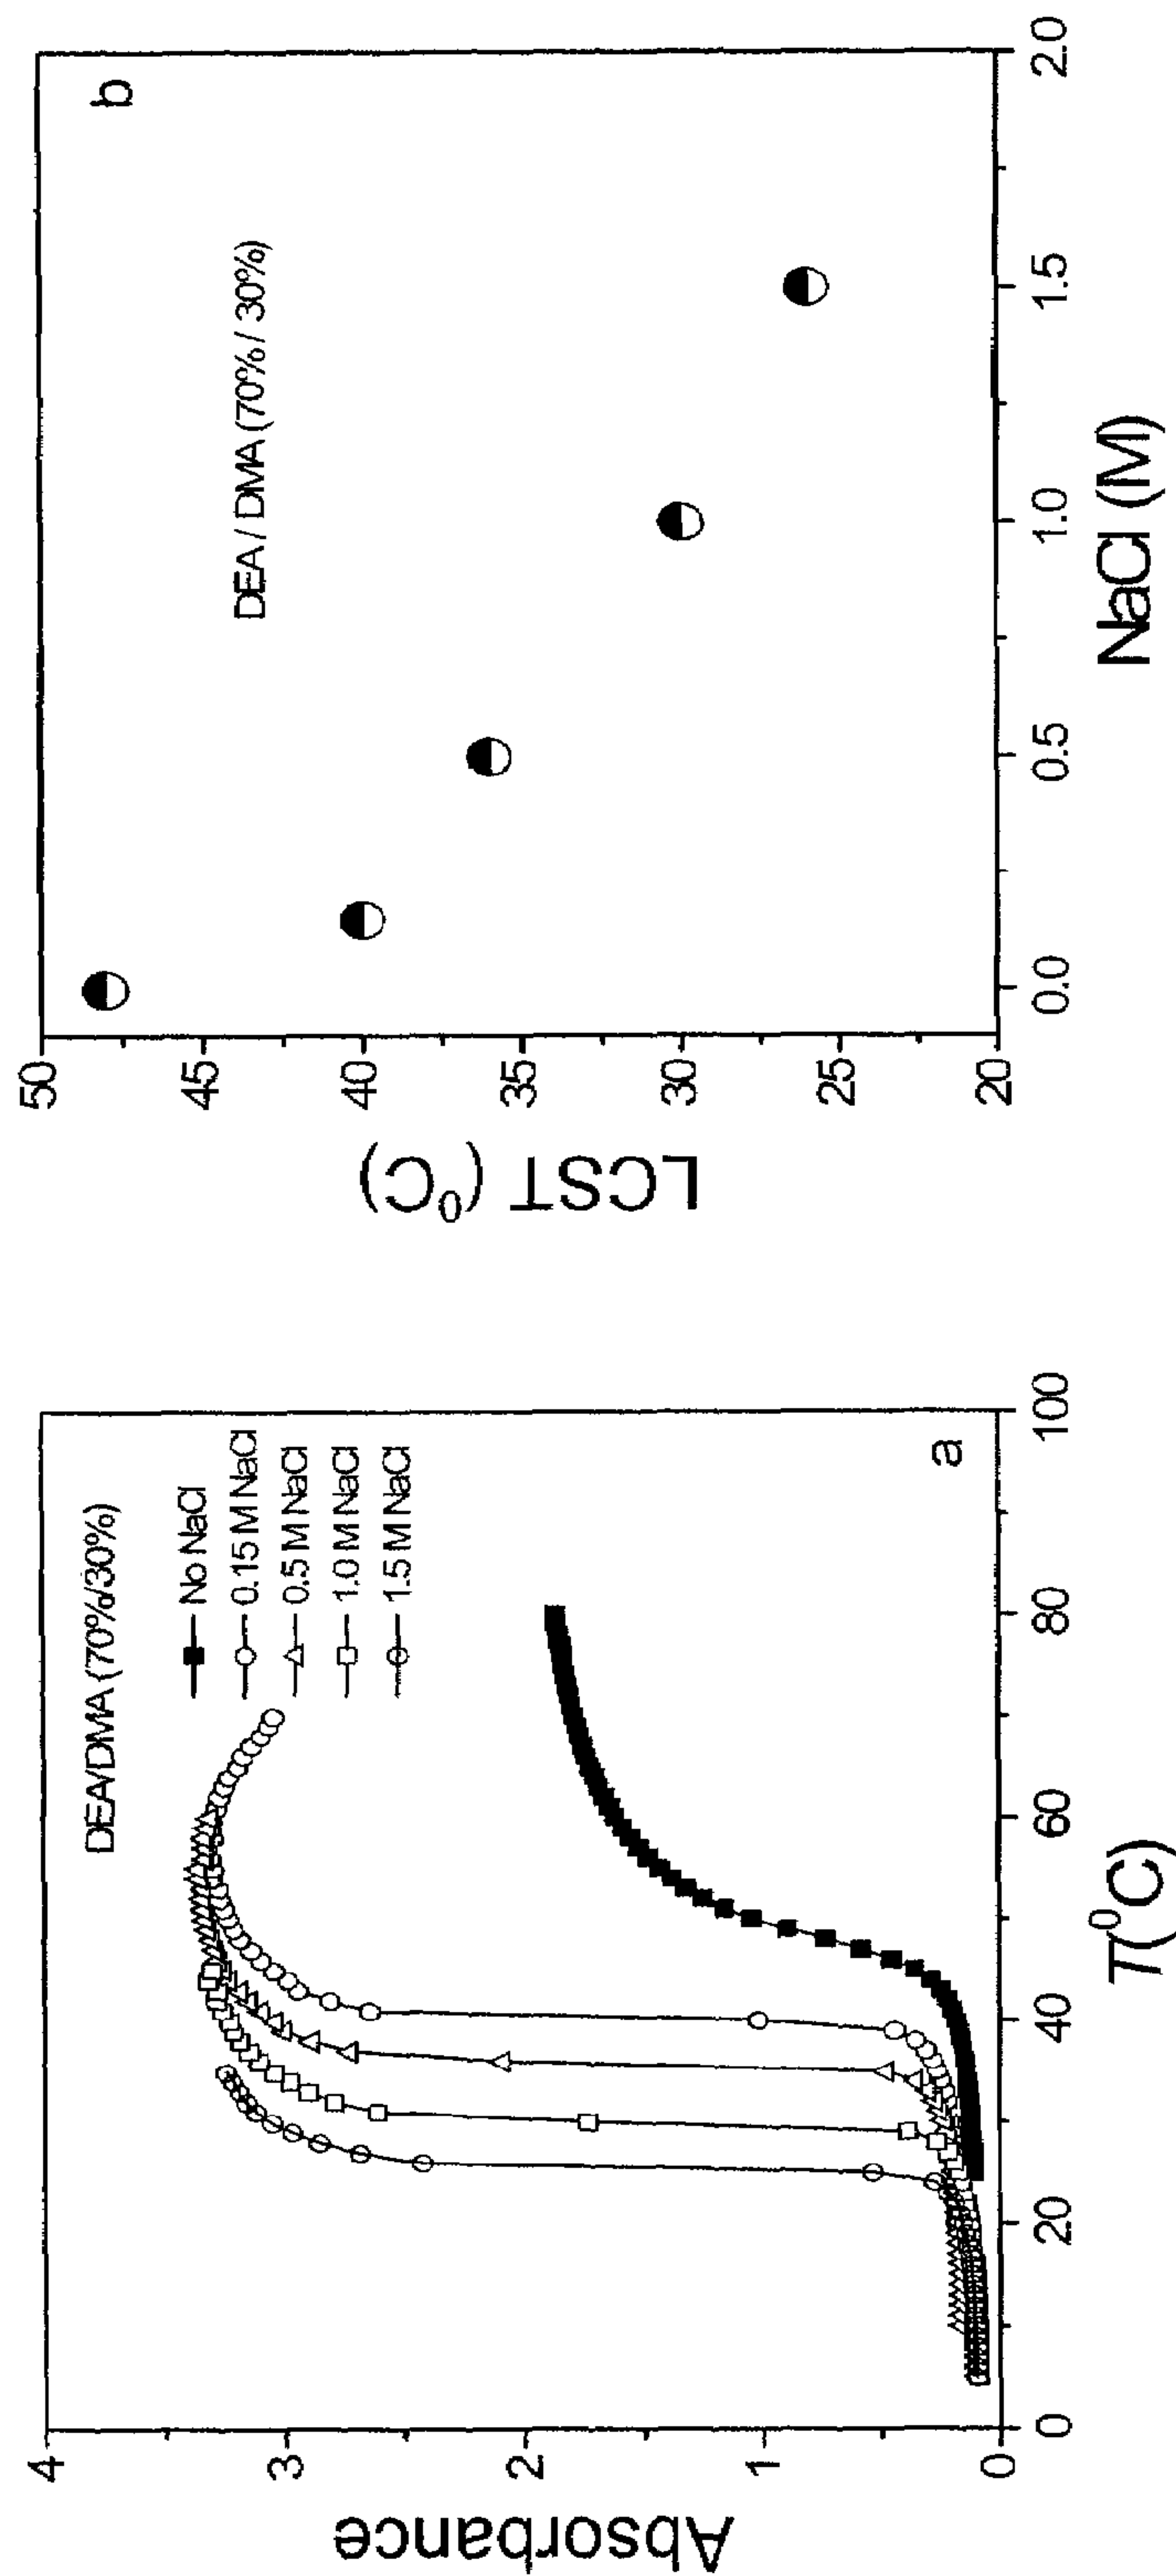 4
3
2
1
0
Absorbance
0
20
40
60
80
100
T(⁰C)
DEA/DMA (70%/30%)
No NaCl
0.15 M NaCl
0.5 M NaCl
1.0 M NaCl
1.5 M NaCl
a
50
45
40
35
30
25
20
LCST (⁰C)
0.0
0.5
1.0
1.5
2.0
NaCl (M)
DEA / DMA (70% / 30%)
b